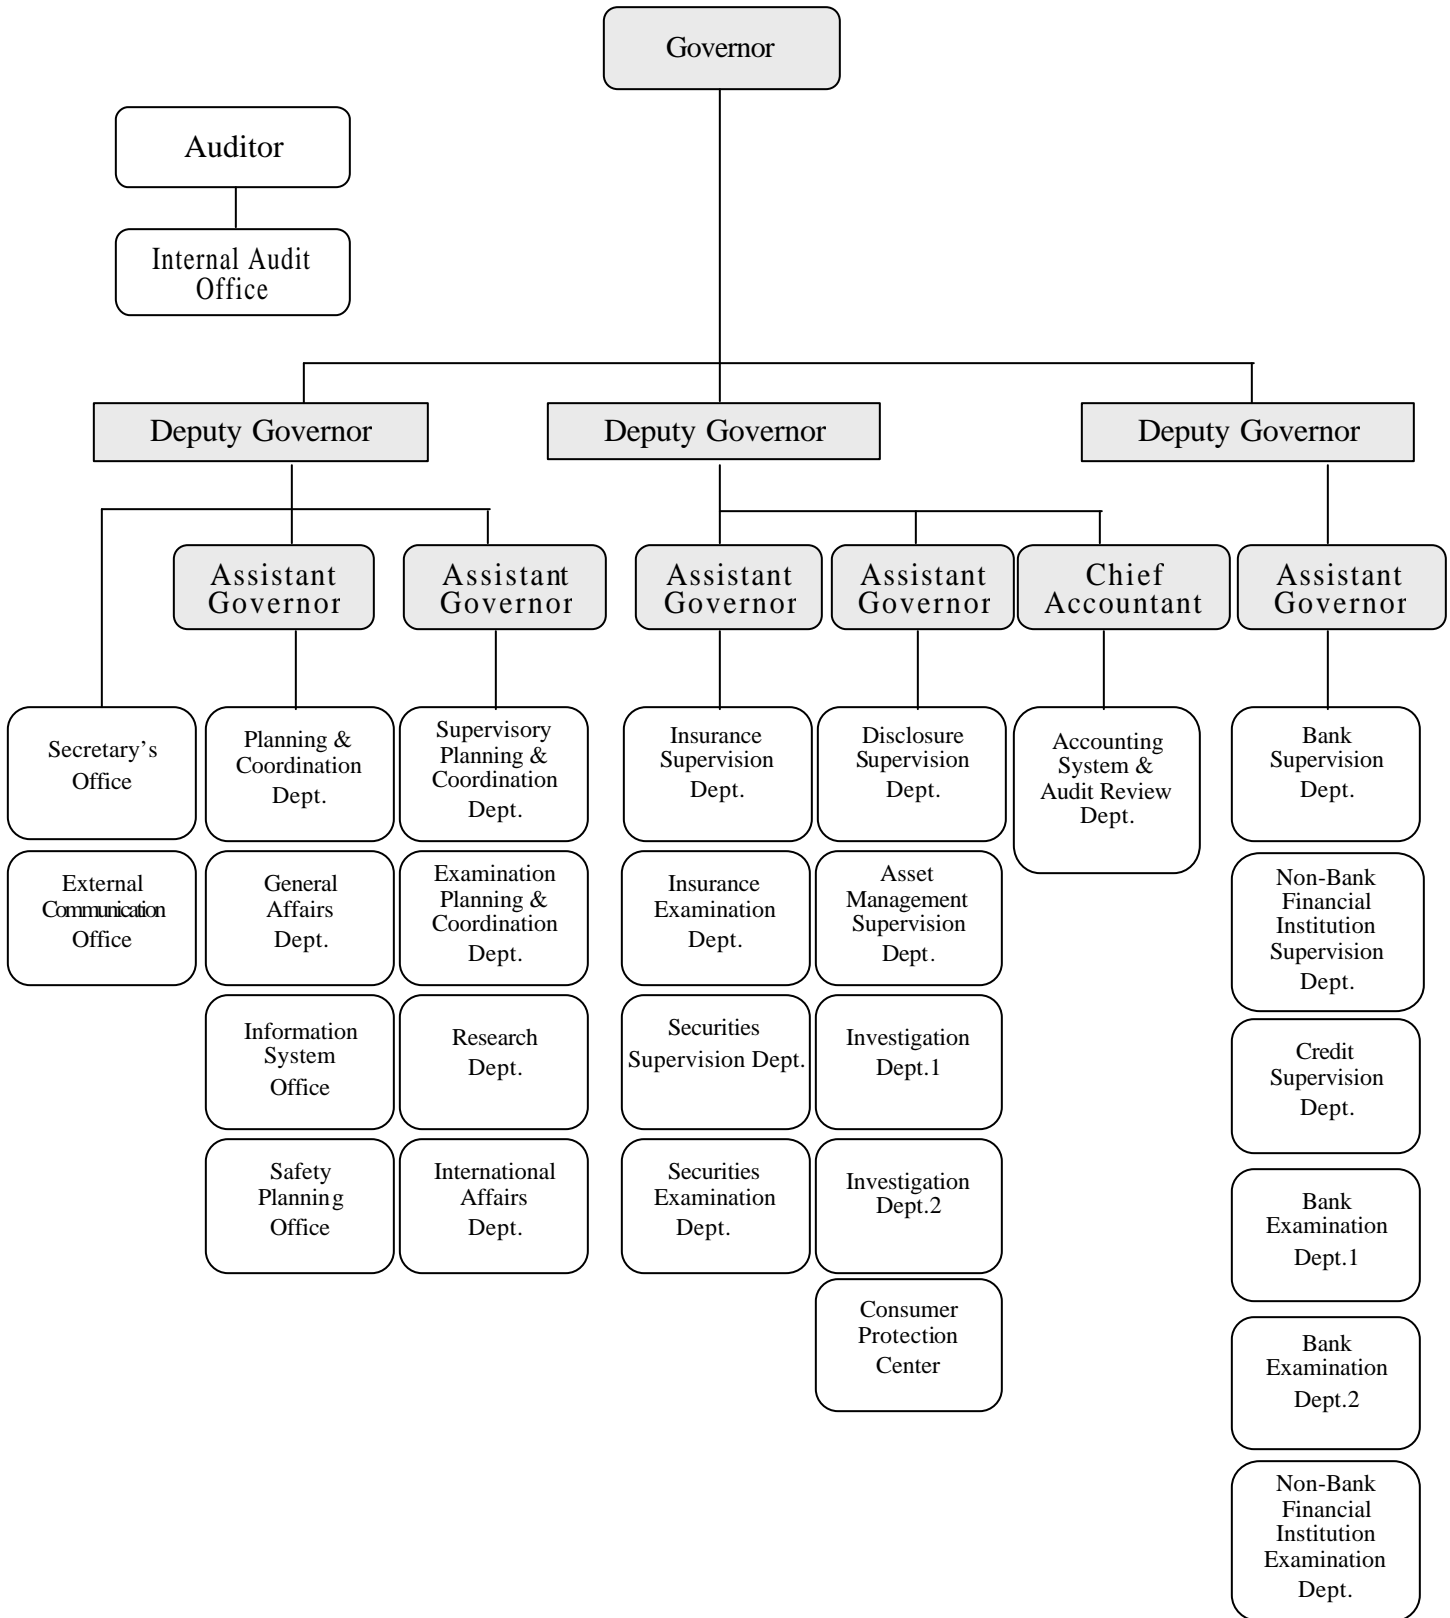 Governor
Auditor
Internal Audit
Office
Deputy Governor
Deputy Governor
Deputy Governor
Assistant
Governor
Assistant
Governor
Assistant
Governor
Assistant
Governor
Chief
Accountant
Assistant
Governor
Secretary’s
Office
Planning &
Coordination
Dept.
Supervisory
Planning &
Coordination
Dept.
Insurance
Supervision
Dept.
Disclosure
Supervision
Dept.
Accounting
System &
Audit Review
Dept.
Bank
Supervision
Dept.
External
Communication
Office
General
Affairs
Dept.
Examination
Planning &
Coordination
Dept.
Insurance
Examination
Dept.
Asset
Management
Supervision
Dept.
Non-Bank
Financial
Institution
Supervision
Dept.
Information
System
Office
Research
Dept.
Securities
Supervision Dept.
Investigation
Dept.1
Credit
Supervision
Dept.
Safety
Planning
Office
International
Affairs
Dept.
Securities
Examination
Dept.
Investigation
Dept.2
Bank
Examination
Dept.1
Consumer
Protection
Center
Bank
Examination
Dept.2
Non-Bank
Financial
Institution
Examination
Dept.